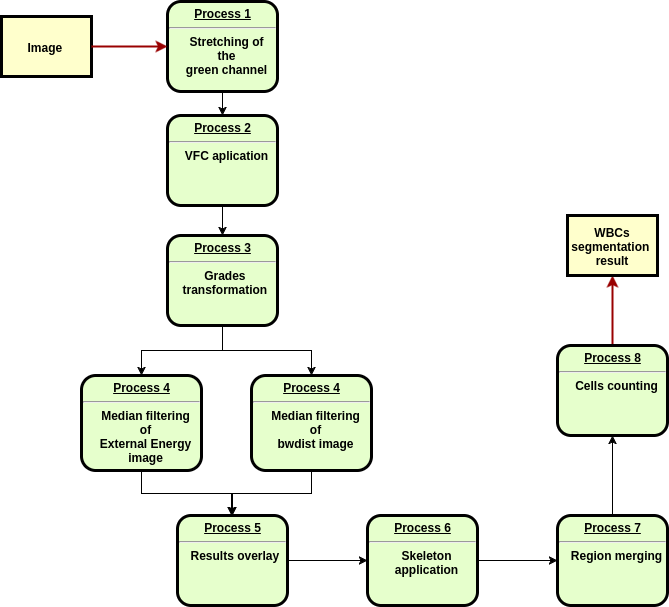 Image
Process 1
Stretching of
the
green channel
Process 2
VFC aplication
Process 3
Grades
transformation
Process 4
Median filtering
of
External Energy
image
Process 4
Median filtering
of
bwdist image
Process 5
Results overlay
Process 6
Skeleton
application
Process 7
Region merging
Process 8
Cells counting
WBCs
segmentation
result